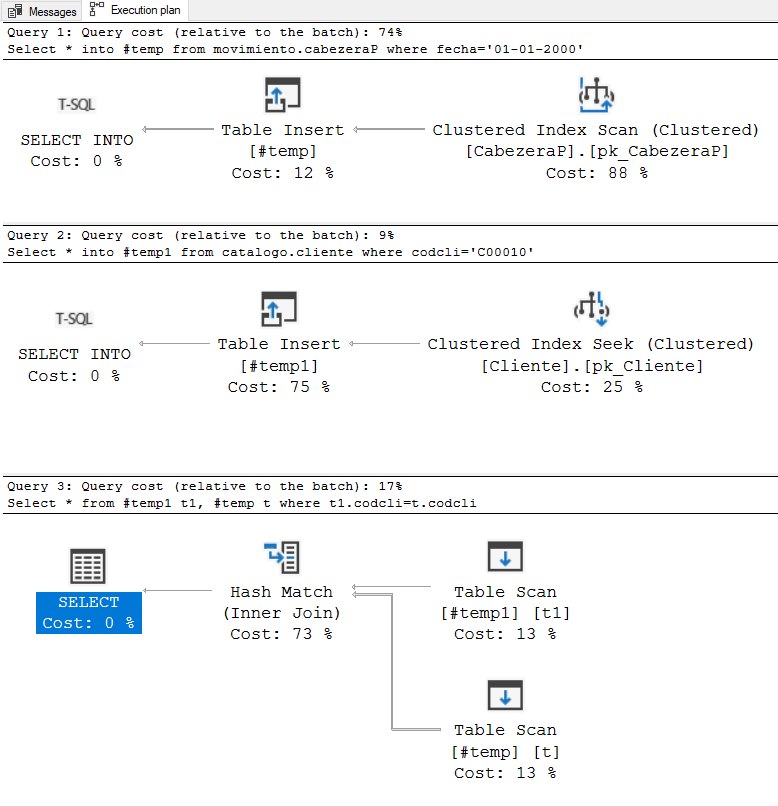 Messages
Execution plan
Query 1: Query cost (relative to the batch): 74%
Select * into #temp from movimiento.cabezeraP where fecha='01-01-2000'
T-SQL
SELECT INTO
Cost: 0 %
Table Insert
[#temp]
Cost: 12 %
Clustered Index Scan (Clustered)
[CabezeraP].[pk_CabezeraP]
Cost: 88 %
Query 2: Query cost (relative to the batch): 9%
Select * into #temp1 from catalogo.cliente where codcli='C00010'
T-SQL
SELECT INTO
Cost: 0 %
Table Insert
[#temp1]
Cost: 75 %
Clustered Index Seek (Clustered)
[Cliente].[pk_Cliente]
Cost: 25 %
Query 3: Query cost (relative to the batch): 17%
Select * from #temp1 t1, #temp t where t1.codcli=t.codcli
SELECT
Cost: 0 %
Hash Match
(Inner Join)
Cost: 73 %
Table Scan
[#temp1] [t1]
Cost: 13 %
Table Scan
[#temp] [t]
Cost: 13 %